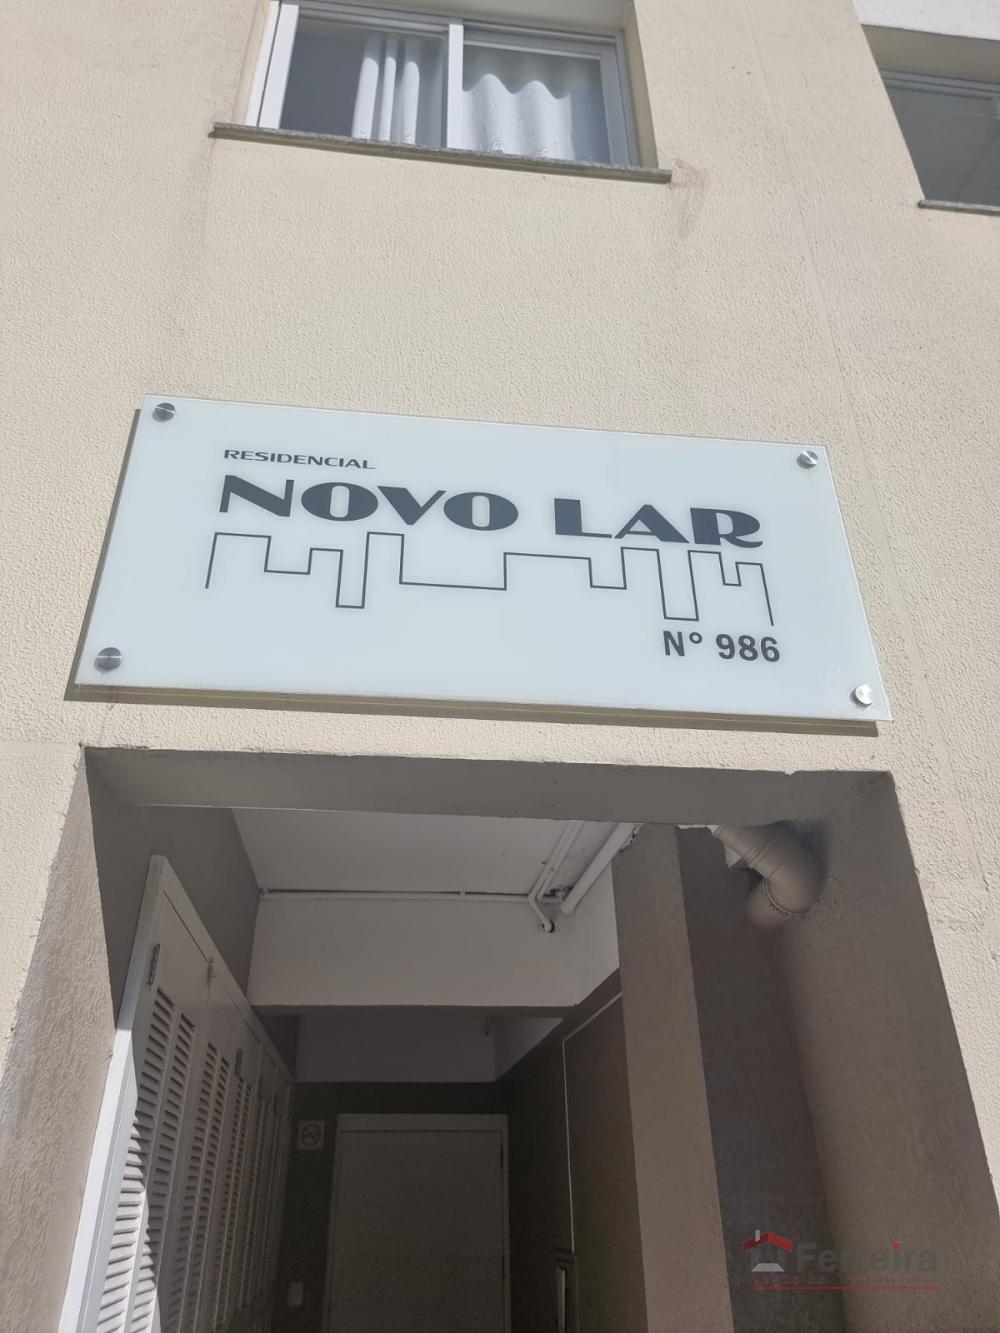 RESIDENCIAL
NOVO LAR
N° 986
Ferreira